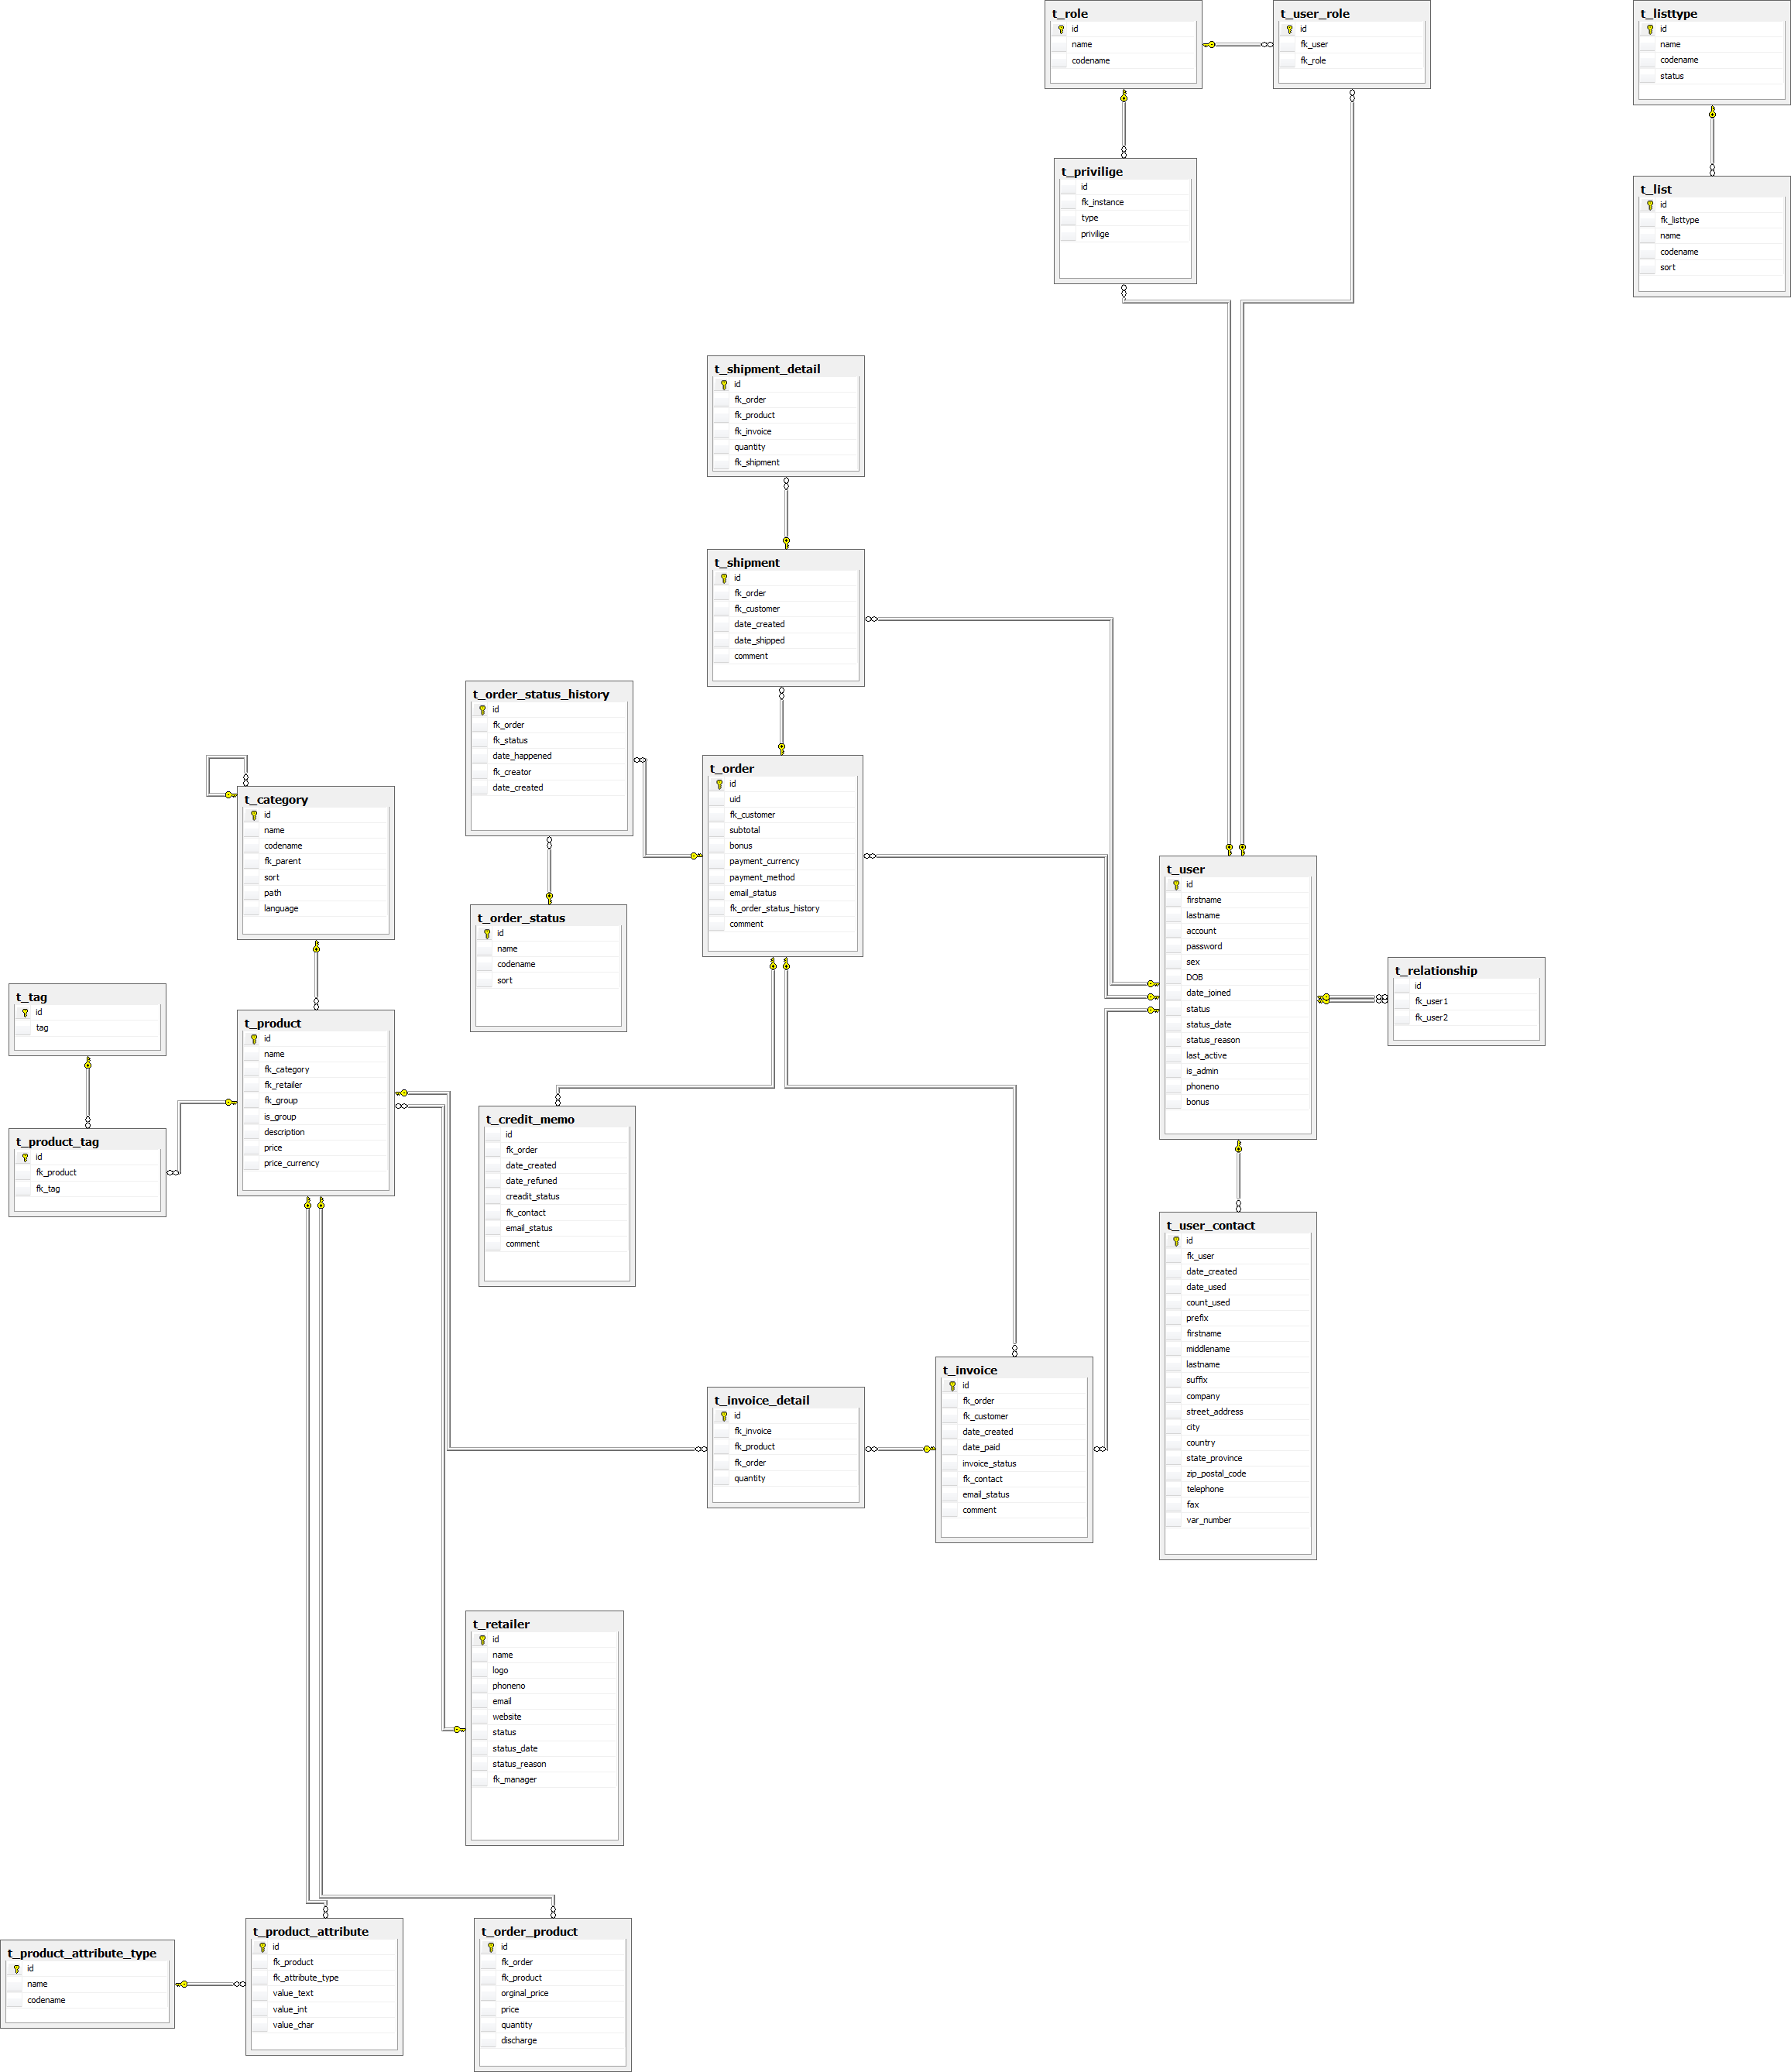 t_role
id
name
codename
t_user_role
id
fk_user
fk_role
t_listtype
id
name
codename
status
t_privilige
id
fk_instance
type
privilige
t_list
id
fk_listtype
name
codename
sort
t_shipment_detail
id
fk_order
fk_product
fk_invoice
quantity
fk_shipment
t_shipment
id
fk_order
fk_customer
date_created
date_shipped
comment
t_order_status_history
id
fk_order
fk_status
date_happened
fk_creator
date_created
t_order
id
uid
fk_customer
subtotal
bonus
payment_currency
payment_method
email_status
fk_order_status_history
comment
t_category
id
name
codename
fk_parent
sort
path
language
t_user
id
firstname
lastname
account
password
sex
DOB
date_joined
status
status_date
status_reason
last_active
is_admin
phoneno
bonus
t_order_status
id
name
codename
sort
t_relationship
id
fk_user1
fk_user2
t_tag
id
tag
t_product
id
name
fk_category
fk_retailer
fk_group
is_group
description
price
price_currency
t_product_tag
id
fk_product
fk_tag
t_credit_memo
id
fk_order
date_created
date_refuned
creadit_status
fk_contact
email_status
comment
t_user_contact
id
fk_user
date_created
date_used
count_used
prefix
firstname
middlename
lastname
suffix
company
street_address
city
country
state_province
zip_postal_code
telephone
fax
var_number
t_invoice
id
fk_order
fk_customer
date_created
date_paid
invoice_status
fk_contact
email_status
comment
t_invoice_detail
id
fk_invoice
fk_product
fk_order
quantity
t_retailer
id
name
logo
phoneno
email
website
status
status_date
status_reason
fk_manager
t_product_attribute_type
id
name
codename
t_product_attribute
id
fk_product
fk_attribute_type
value_text
value_int
value_char
t_order_product
id
fk_order
fk_product
orginal_price
price
quantity
discharge